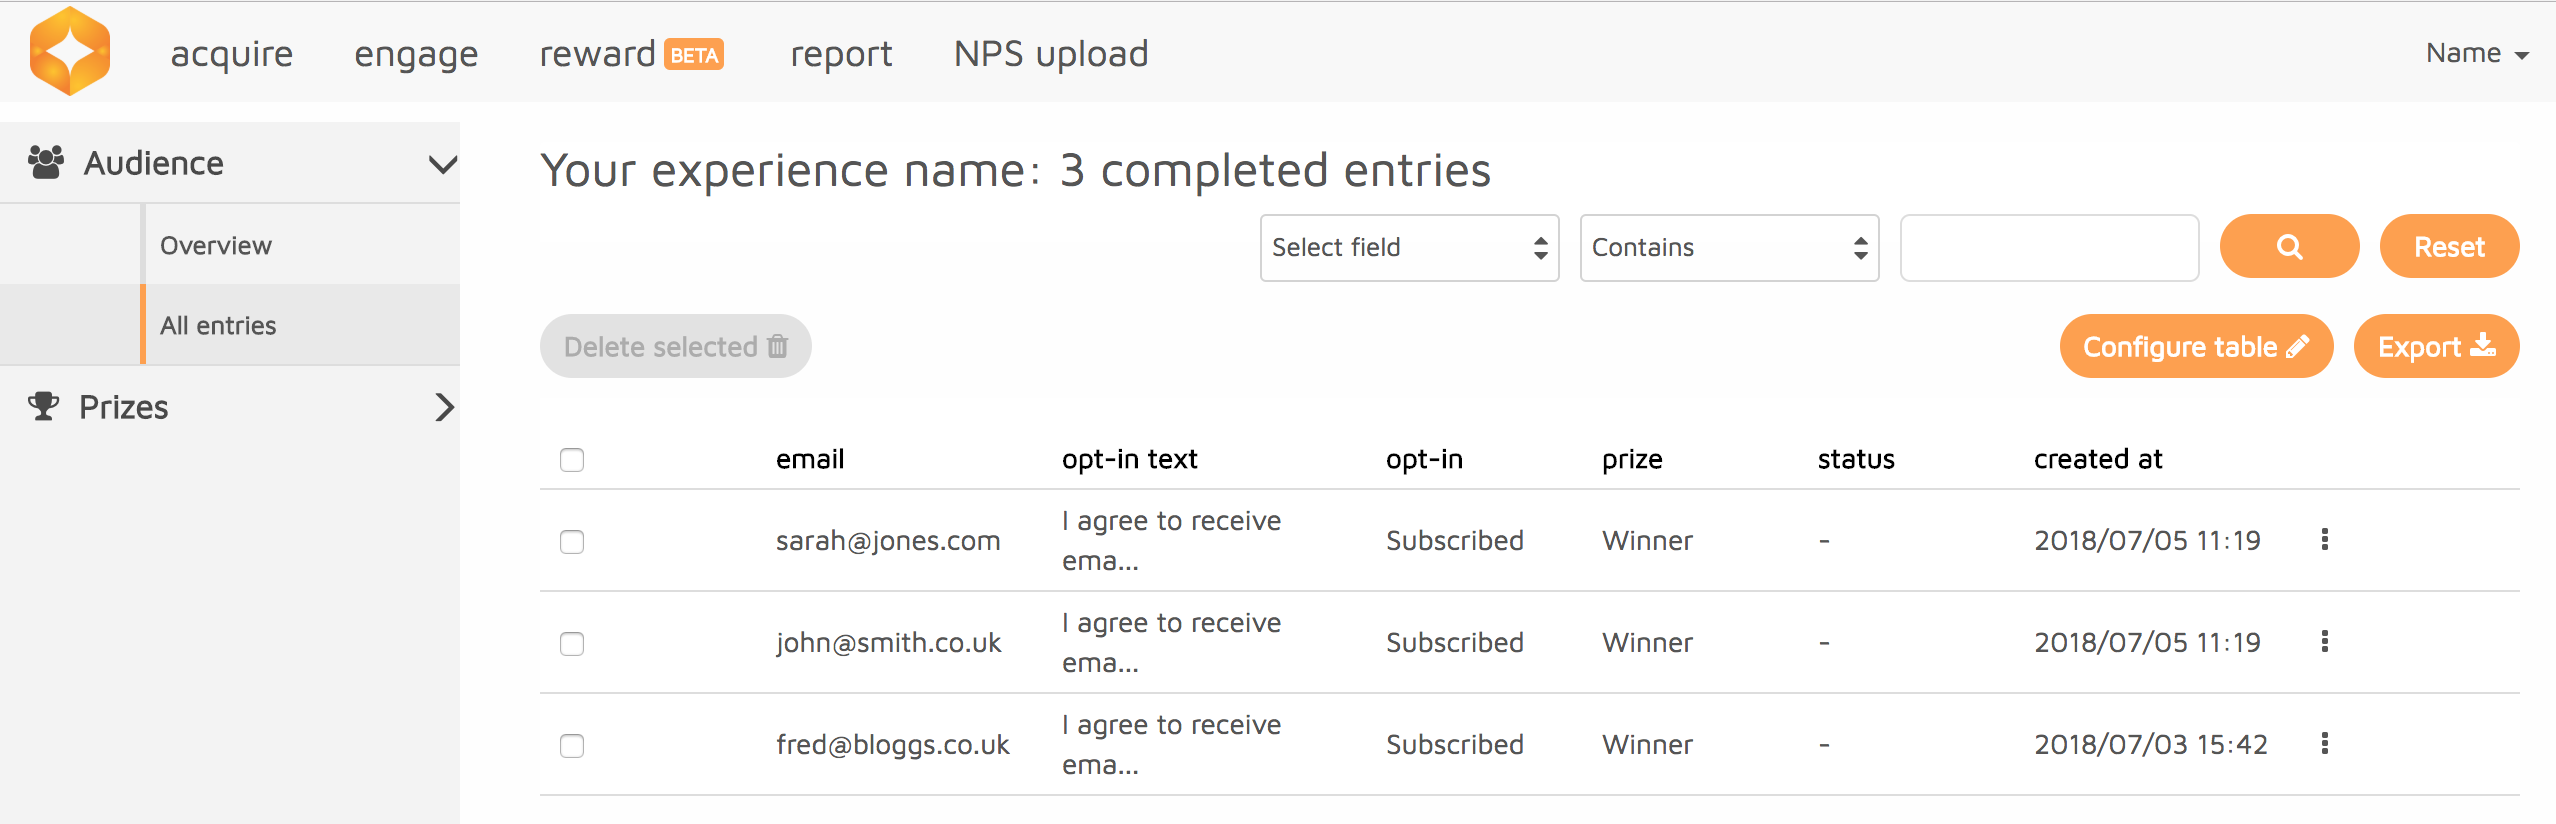 acquire engage reward BETA report NPS upload Name
Audience
Overview
All entries
Prizes
Your experience name: 3 completed entries
Select field Contains Reset
Delete selected Configure table Export
email opt-in text opt-in prize status created at
sarah@jones.com I agree to receive ema... Subscribed Winner - 2018/07/05 11:19
john@smith.co.uk I agree to receive ema... Subscribed Winner - 2018/07/05 11:19
fred@bloggs.co.uk I agree to receive ema... Subscribed Winner - 2018/07/03 15:42